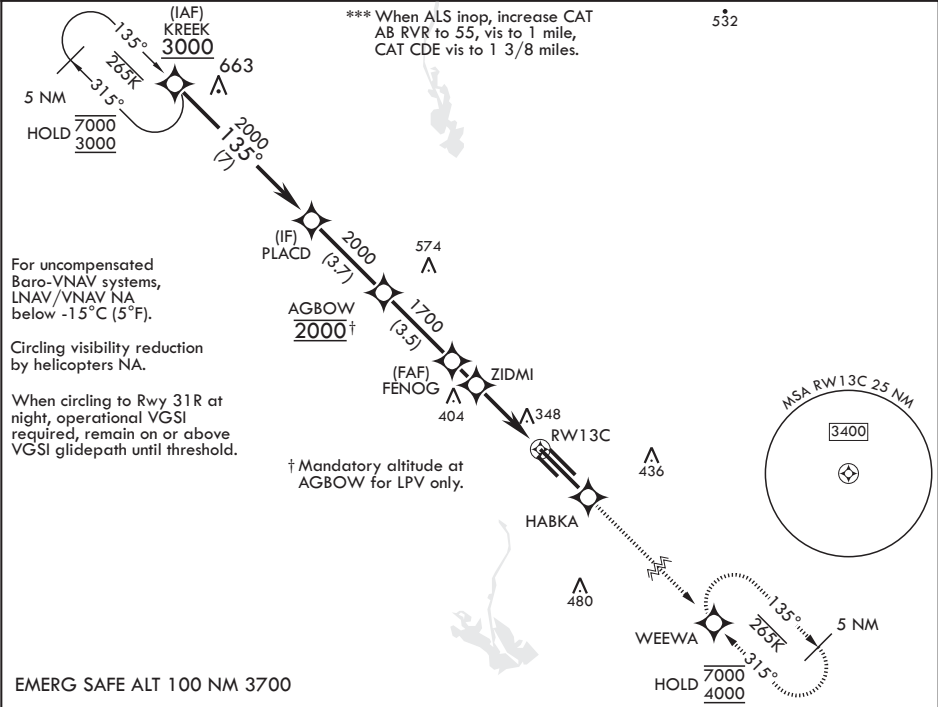 (IAF)
KREEK
3000
*** When ALS inop, increase CAT
AB RVR to 55, vis to 1 mile,
CAT CDE vis to 1 3/8 miles.
532
135°
265K
315°
663
5 NM
HOLD 7000
3000
2000
135°
(7)
(IF)
PLACD
2000
(3.7)
574
For uncompensated
Baro-VNAV systems,
LNAV/VNAV NA
below -15°C (5°F).
AGBOW
2000†
1700
(3.5)
Circling visibility reduction
by helicopters NA.
(FAF)
FENOG
ZIDMI
404
348
When circling to Rwy 31R at
night, operational VGSI
required, remain on or above
VGSI glidepath until threshold.
MSA RW13C 25 NM
3400
RW13C
436
† Mandatory altitude at
AGBOW for LPV only.
HABKA
480
135°
265K
315°
5 NM
WEEWA
HOLD 7000
4000
EMERG SAFE ALT 100 NM 3700